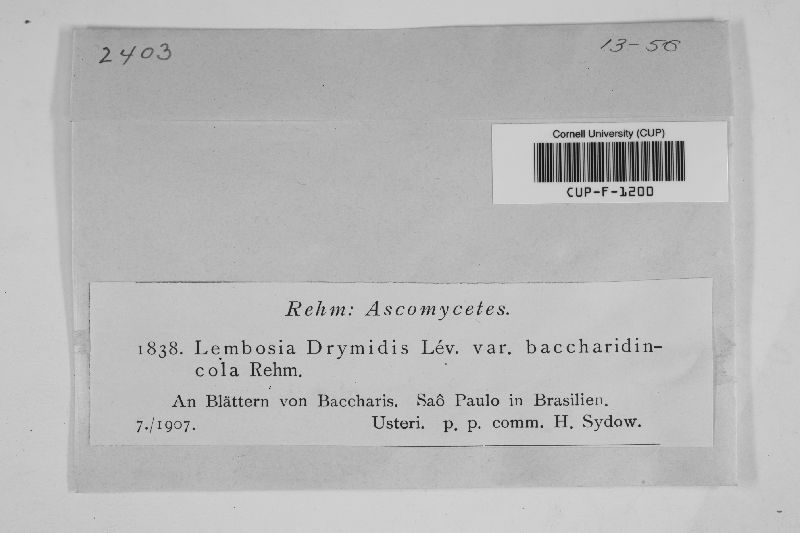 2403
13-56
Cornell University (CUP)
CUP-F-1200
Rehm: Ascomycetes.
1838. Lembosia Drymidis Lév. var. baccharidin-
cola Rehm.
An Blättern von Baccharis. Saô Paulo in Brasilien.
7./1907. Usteri. p. p. comm. H. Sydow.